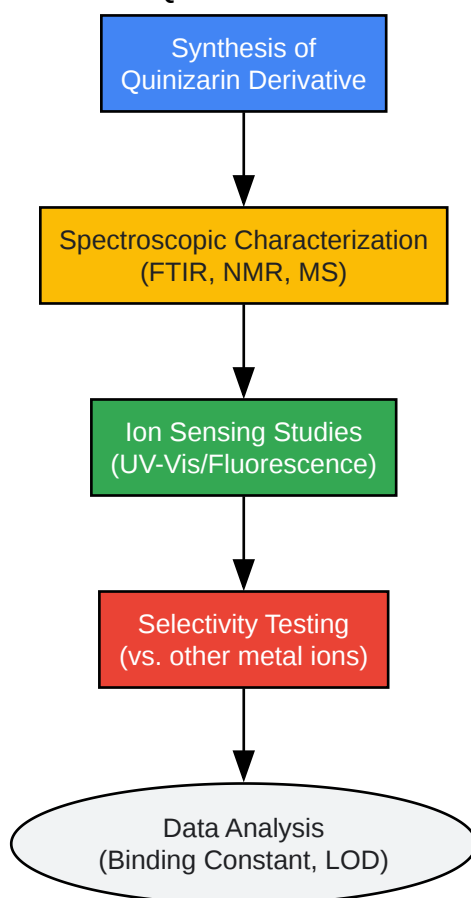 Synthesis of
Quinizarin Derivative
Spectroscopic Characterization
(FTIR, NMR, MS)
Ion Sensing Studies
(UV-Vis/Fluorescence)
Selectivity Testing
(vs. other metal ions)
Data Analysis
(Binding Constant, LOD)